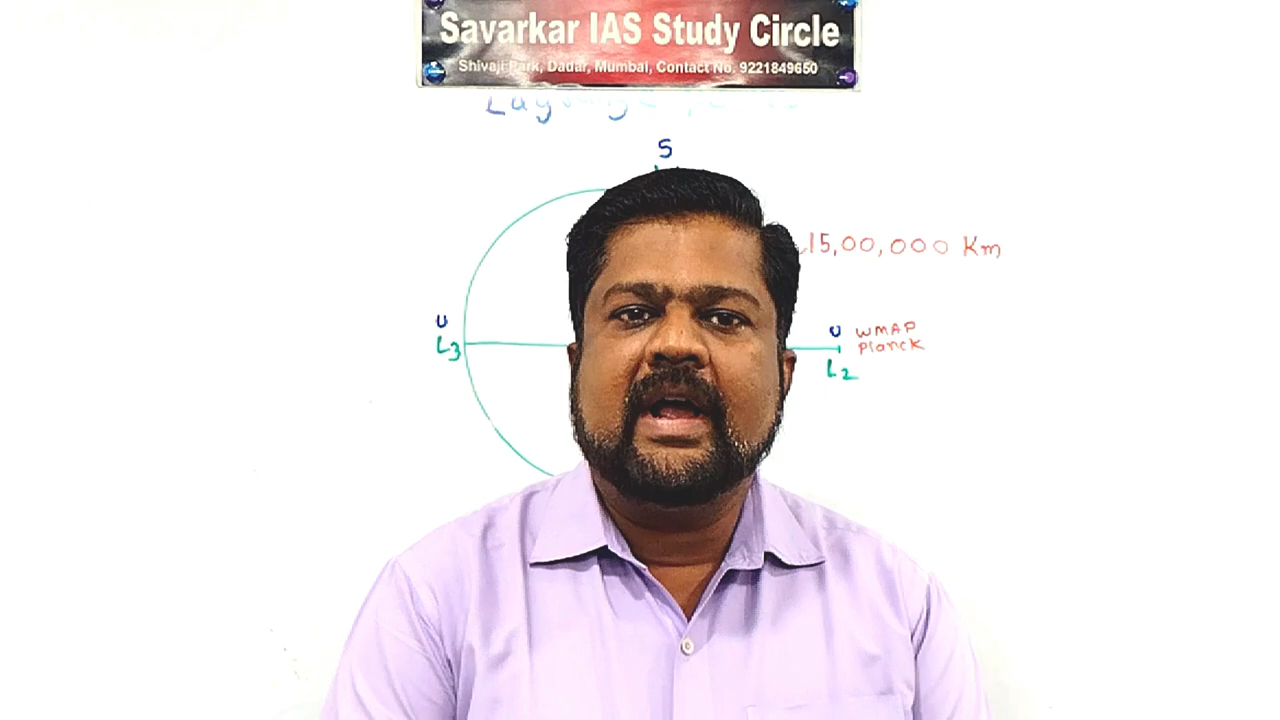 Savarkar IAS Study Circle
Shivaji Park, Dadar, Mumbai, Contact No. 9221849650
S
15,00,000 Km
U
L3
U WMAP
Planck
L2